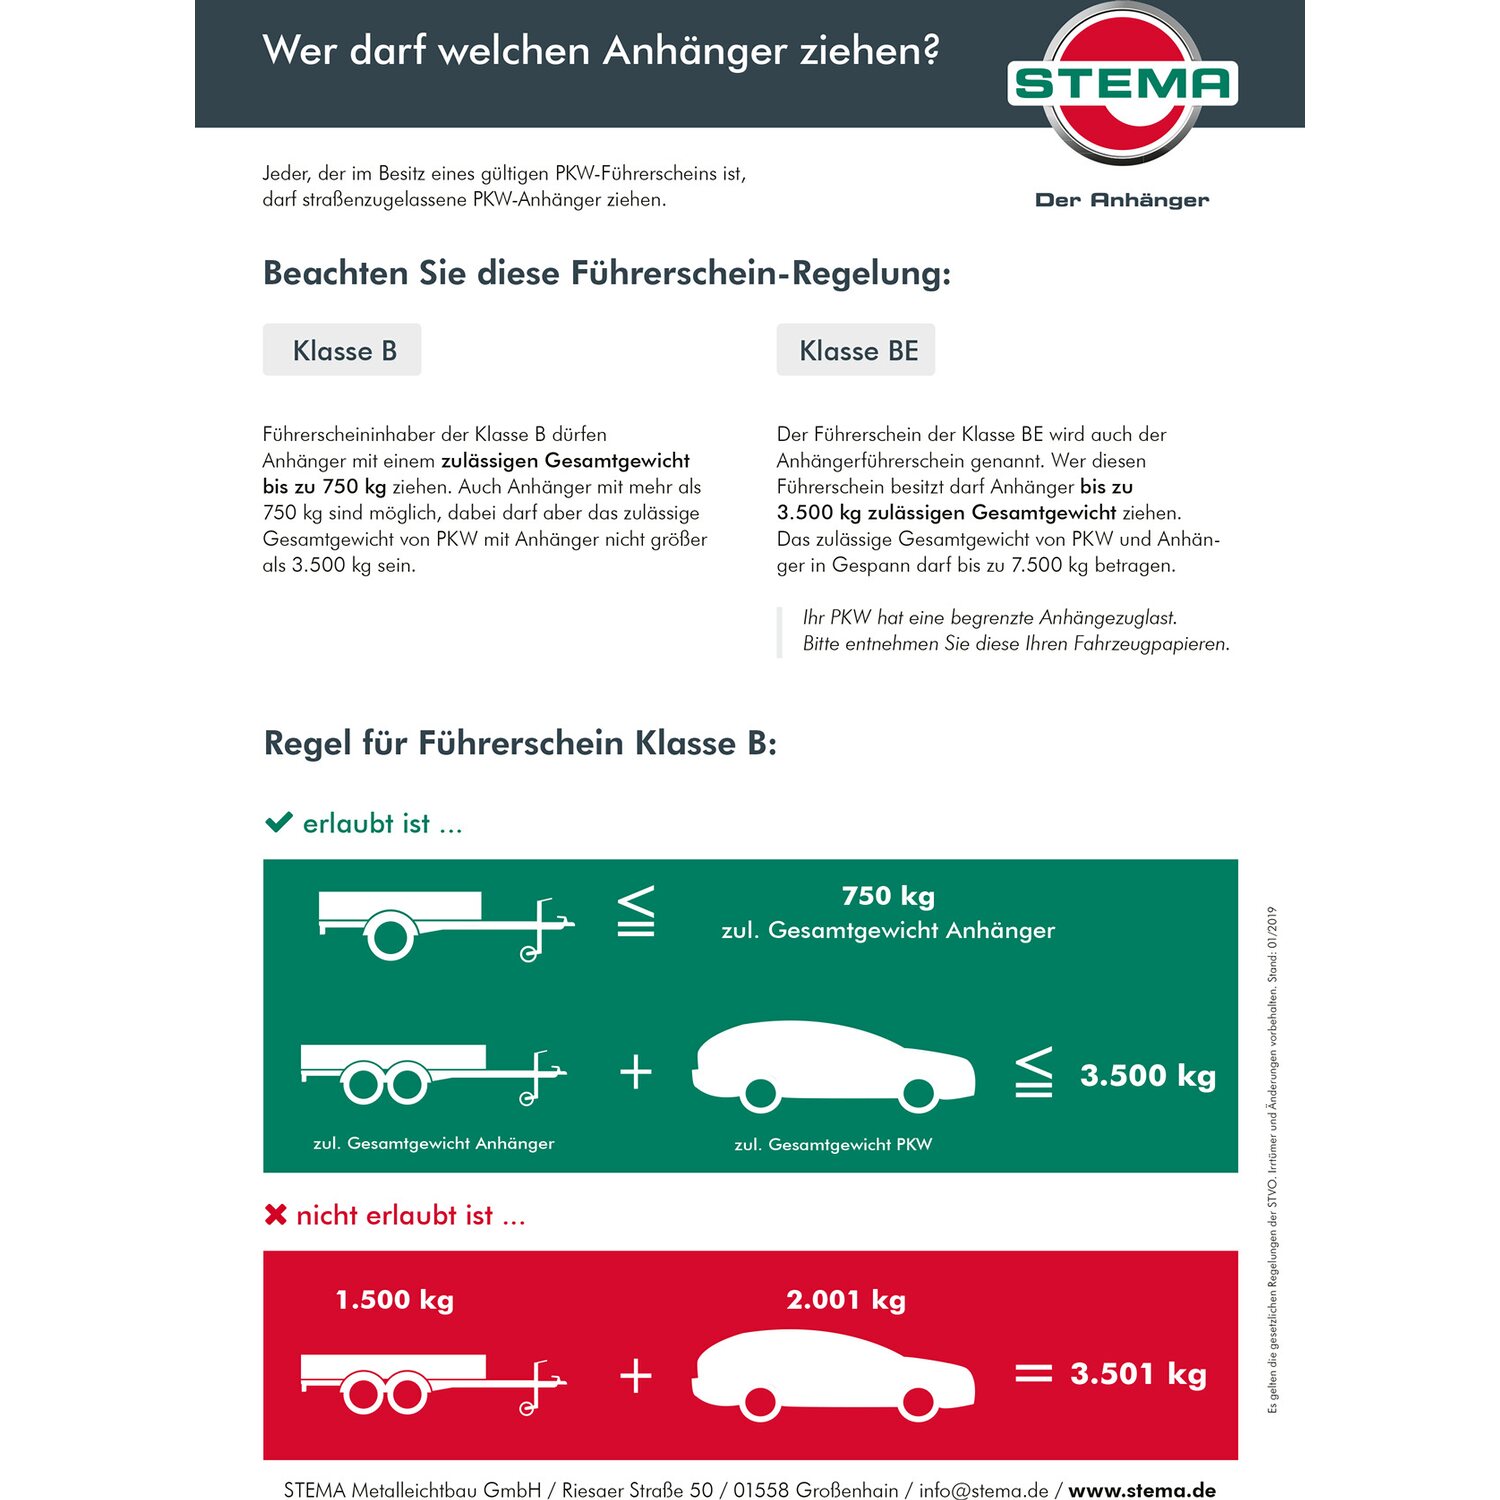 Wer darf welchen Anhänger ziehen?
STEMA
Der Anhänger
Jeder, der im Besitz eines gültigen PKW-Führerscheins ist,
darf straßenzugelassene PKW-Anhänger ziehen.
Beachten Sie diese Führerschein-Regelung:
Klasse B
Führerscheininhaber der Klasse B dürfen
Anhänger mit einem zulässigen Gesamtgewicht
bis zu 750 kg ziehen. Auch Anhänger mit mehr als
750 kg sind möglich, dabei darf aber das zulässige
Gesamtgewicht von PKW mit Anhänger nicht größer
als 3.500 kg sein.
Klasse BE
Der Führerschein der Klasse BE wird auch der
Anhängerführerschein genannt. Wer diesen
Führerschein besitzt darf Anhänger bis zu
3.500 kg zulässigen Gesamtgewicht ziehen.
Das zulässige Gesamtgewicht von PKW und Anhän-
ger in Gespann darf bis zu 7.500 kg betragen.
Ihr PKW hat eine begrenzte Anhängezuglast.
Bitte entnehmen Sie diese Ihren Fahrzeugpapieren.
Regel für Führerschein Klasse B:
✔ erlaubt ist ...
≦ 750 kg
zul. Gesamtgewicht Anhänger
+ ≦ 3.500 kg
zul. Gesamtgewicht Anhänger
zul. Gesamtgewicht PKW
✖ nicht erlaubt ist ...
1.500 kg
2.001 kg
+ = 3.501 kg
Es gelten die gesetzlichen Regelungen der STVO. Irrtümer und Änderungen vorbehalten. Stand: 01/2019
STEMA Metalleichtbau GmbH / Riesaer Straße 50 / 01558 Großenhain / info@stema.de / www.stema.de